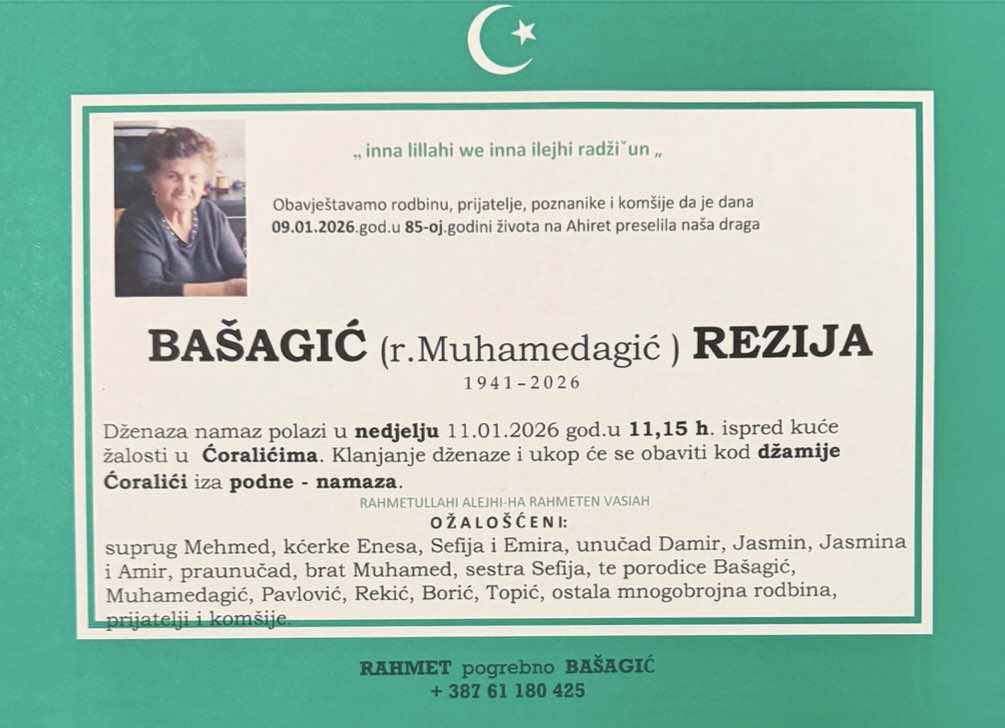 „ inna lillahi we inna ilejhi radžiˇun „
Obavještavamo rodbinu, prijatelje, poznanike i komšije da je dana
09.01.2026.god.u 85-oj.godini života na Ahiret preselila naša draga
BAŠAGIĆ (r.Muhamedagić ) REZIJA
1941-2026
Dženaza namaz polazi u nedjelju 11.01.2026 god.u 11,15 h. ispred kuće
žalosti u Ćoralićima. Klanjanje dženaze i ukop će se obaviti kod džamije
Ćoralići iza podne - namaza.
RAHMETULLAHI ALEJHI-HA RAHMETEN VASIAH
OŽALOŠĆENI:
suprug Mehmed, kćerke Enesa, Sefija i Emira, unučad Damir, Jasmin, Jasmina
i Amir, praunučad, brat Muhamed, sestra Sefija, te porodice Bašagić,
Muhamedagić, Pavlović, Rekić, Borić, Topić, ostala mnogobrojna rodbina,
prijatelji i komšije.
RAHMET pogrebno BAŠAGIĆ
+ 387 61 180 425